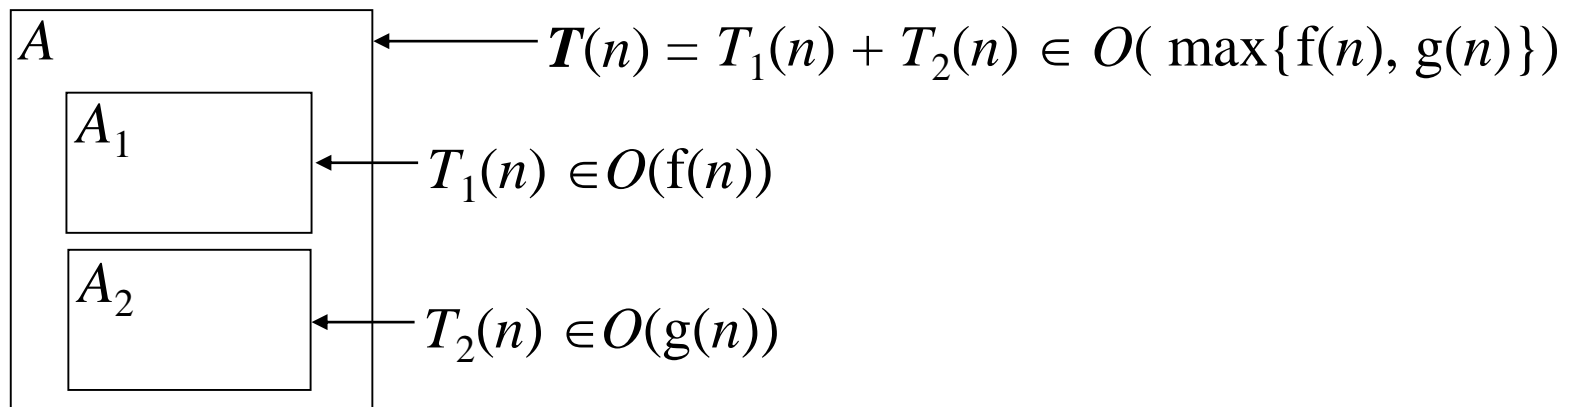 A T(n) = T₁(n) + T₂(n) ∈ O( max{f(n), g(n)})
A₁ T₁(n) ∈O(f(n))
A₂ T₂(n) ∈O(g(n))